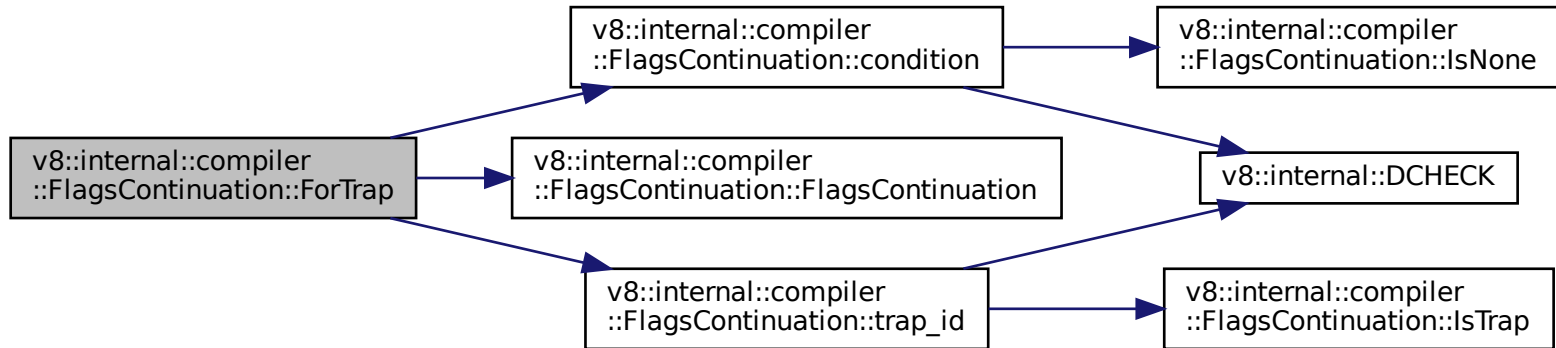 v8::internal::compiler
::FlagsContinuation::ForTrap
v8::internal::compiler
::FlagsContinuation::condition
v8::internal::compiler
::FlagsContinuation::FlagsContinuation
v8::internal::compiler
::FlagsContinuation::trap_id
v8::internal::compiler
::FlagsContinuation::IsNone
v8::internal::DCHECK
v8::internal::compiler
::FlagsContinuation::IsTrap